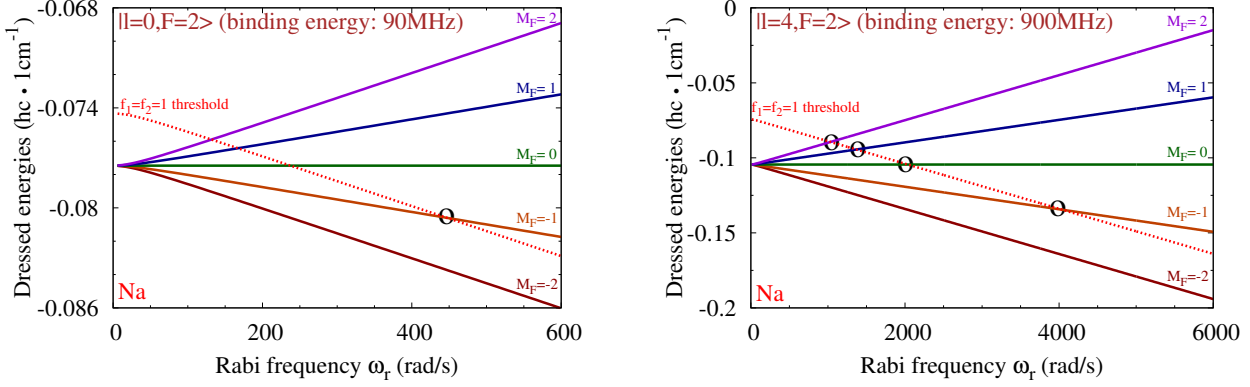 |l=0,F=2> (binding energy: 90MHz)
M_F= 2
-0.068
M_F= 1
f₁=f₂=1 threshold
-0.074
M_F= 0
-0.08
M_F=-1
M_F=-2
-0.086
Na
0
200
400
600
Dressed energies (hc • 1cm⁻¹)
Rabi frequency ω_r (rad/s)
|l=4,F=2> (binding energy: 900MHz)
M_F= 2
0
-0.05
M_F= 1
f₁=f₂=1 threshold
M_F= 0
-0.1
M_F=-1
-0.15
M_F=-2
-0.2
Na
0
2000
4000
6000
Dressed energies (hc • 1cm⁻¹)
Rabi frequency ω_r (rad/s)